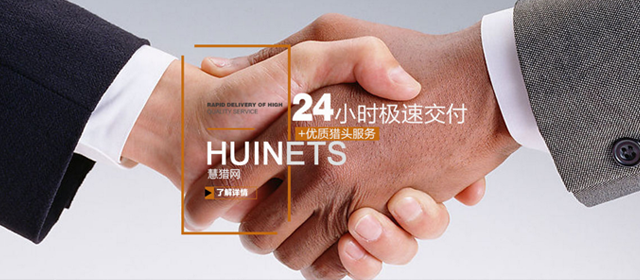 RAPID DELIVERY OF HIGH
QUALITY SERVICE
24小时极速交付
+优质猎头服务
HUINETS
慧猎网
了解详情